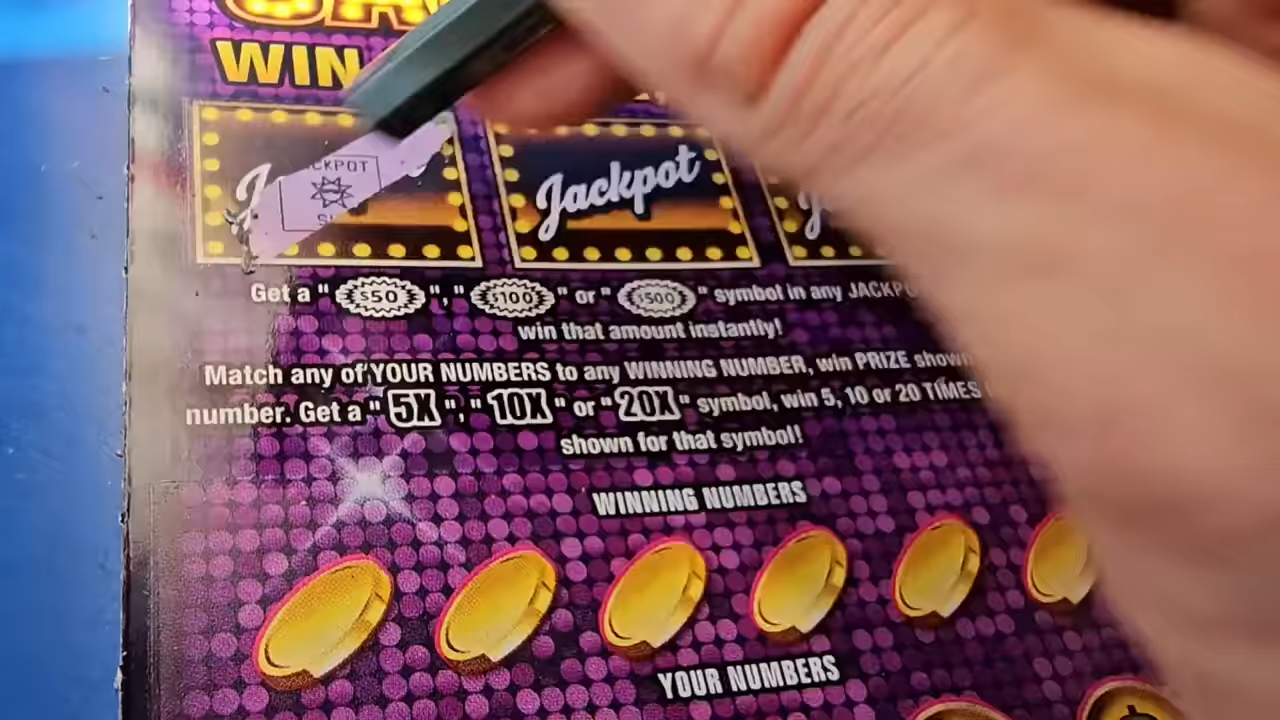 WIN
CKPOT
Jackpot
Get a " $50 ", " $100 " or " $500 " symbol in any
win that amount instantly!
Match any of YOUR NUMBERS to any WINNING NUMBER, win PRIZE shown
number. Get a " 5X ", " 10X " or " 20X " symbol, win 5, 10 or 20 TIMES
shown for that symbol!
WINNING NUMBERS
YOUR NUMBERS